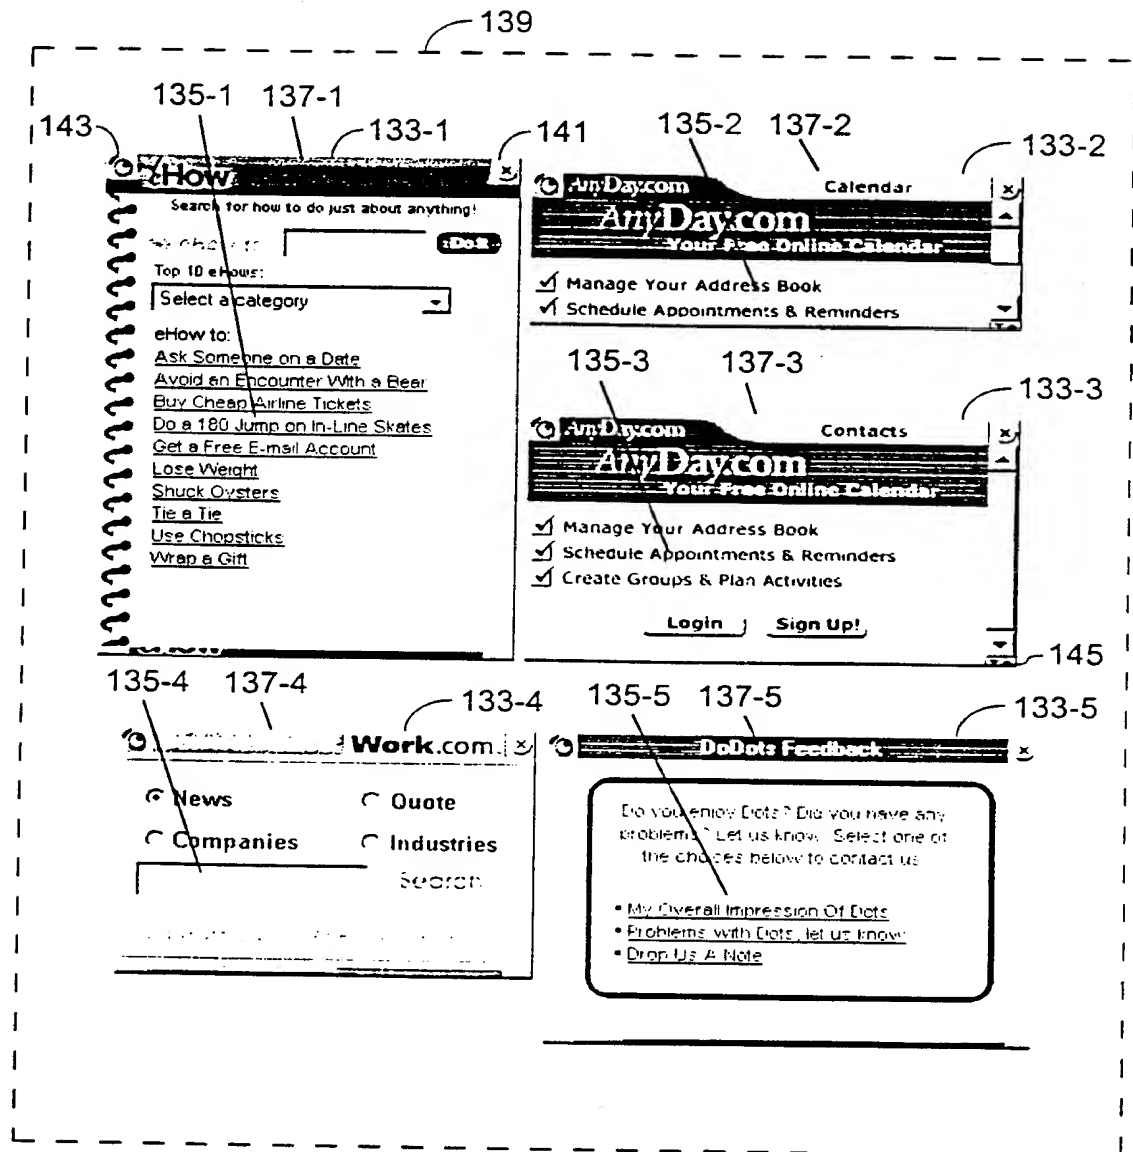 139
135-1 137-1
143 133-1 141
eHow
Search for how to do just about anything!
Do It
Top 10 eHows:
Select a category
eHow to:
Ask Someone on a Date
Avoid an Encounter With a Bear
Buy Cheap Airline Tickets
Do a 180 Jump on In-Line Skates
Get a Free E-mail Account
Lose Weight
Shuck Oysters
Tie a Tie
Use Chopsticks
Wrap a Gift
135-2 137-2
133-2
AnyDay.com Calendar
AnyDay.com
Your Free Online Calendar
Manage Your Address Book
Schedule Appointments & Reminders
135-3 137-3
133-3
AnyDay.com Contacts
AnyDay.com
Your Free Online Calendar
Manage Your Address Book
Schedule Appointments & Reminders
Create Groups & Plan Activities
Login Sign Up!
145
135-4 137-4
133-4
Work.com
News Quote
Companies Industries
Search
135-5 137-5
133-5
DoDots Feedback
Do you enjoy Dots? Did you have any
problems? Let us know. Select one of
the choices below to contact us
• My Overall Impression Of Dots
• Problems with Dots, let us know
• Drop Us A Note